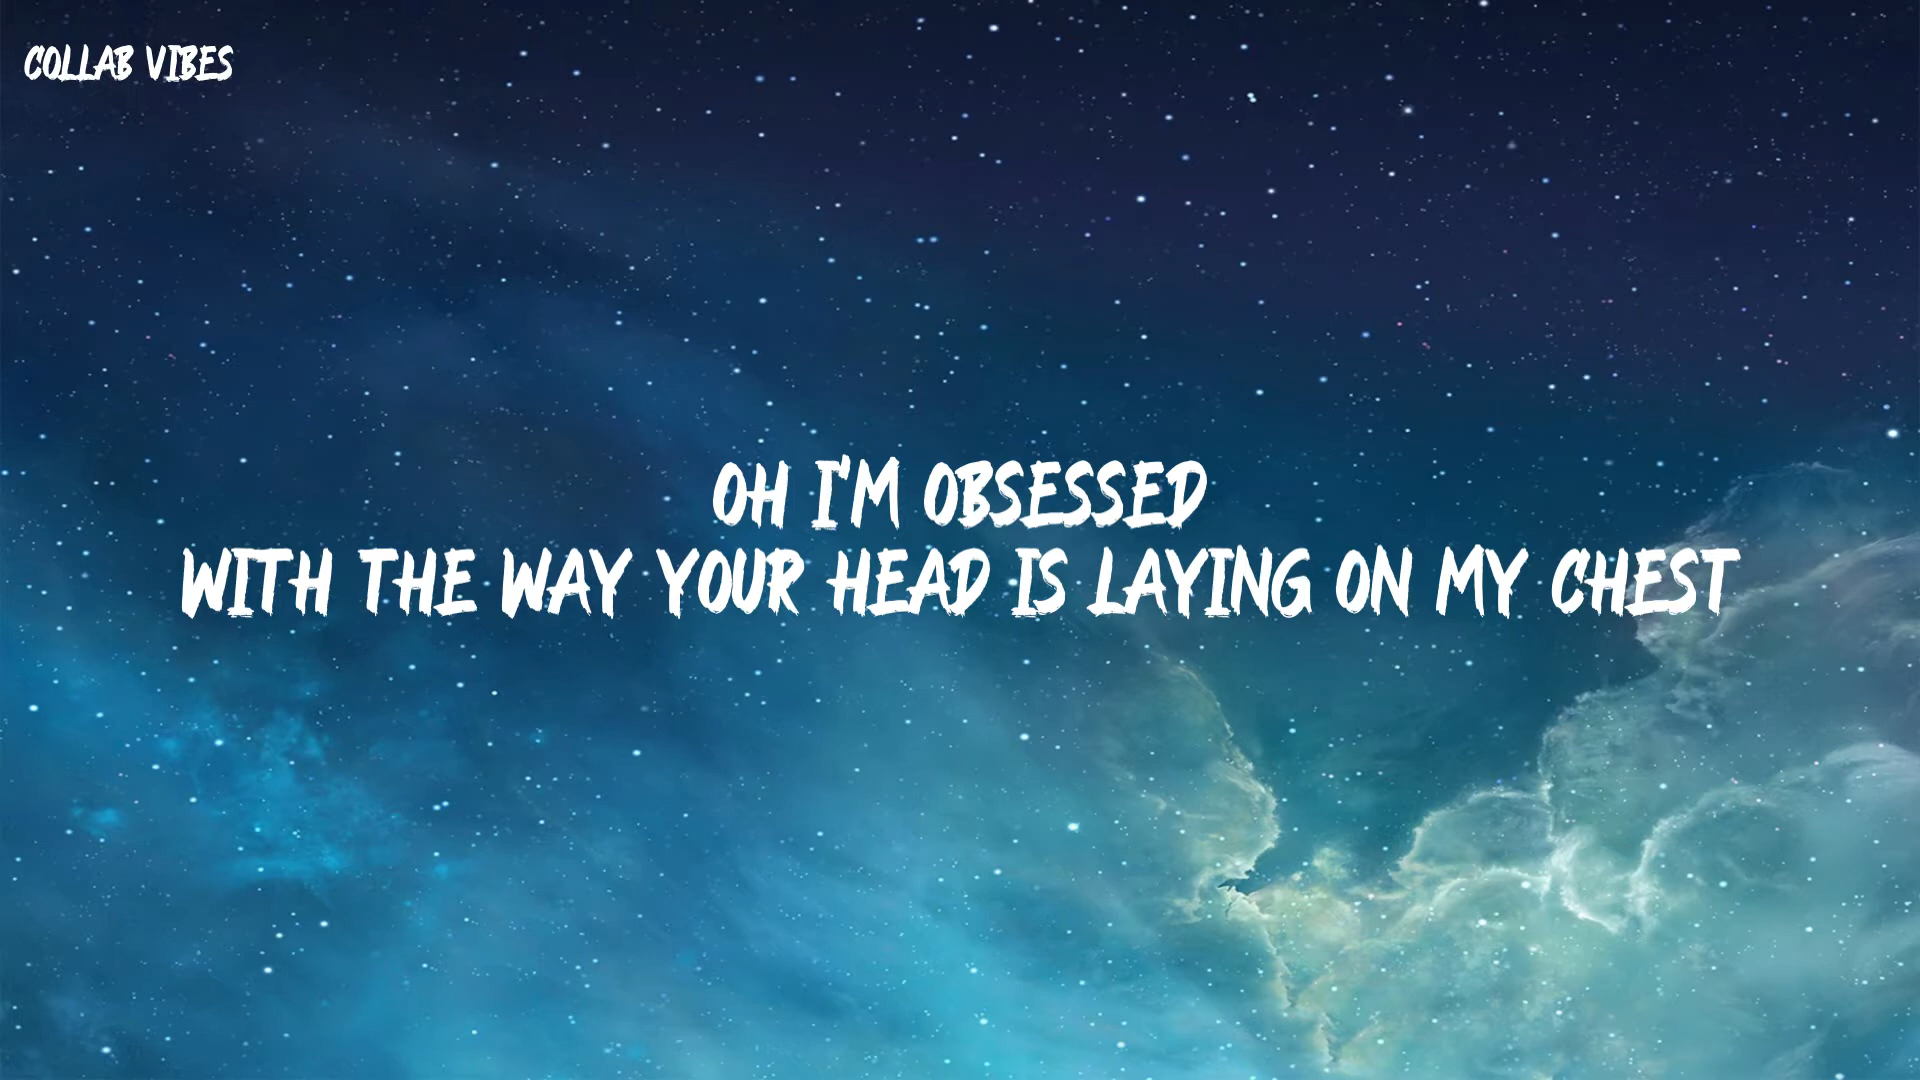 COLLAB VIBES
OH I'M OBSESSED
WITH THE WAY YOUR HEAD IS LAYING ON MY CHEST